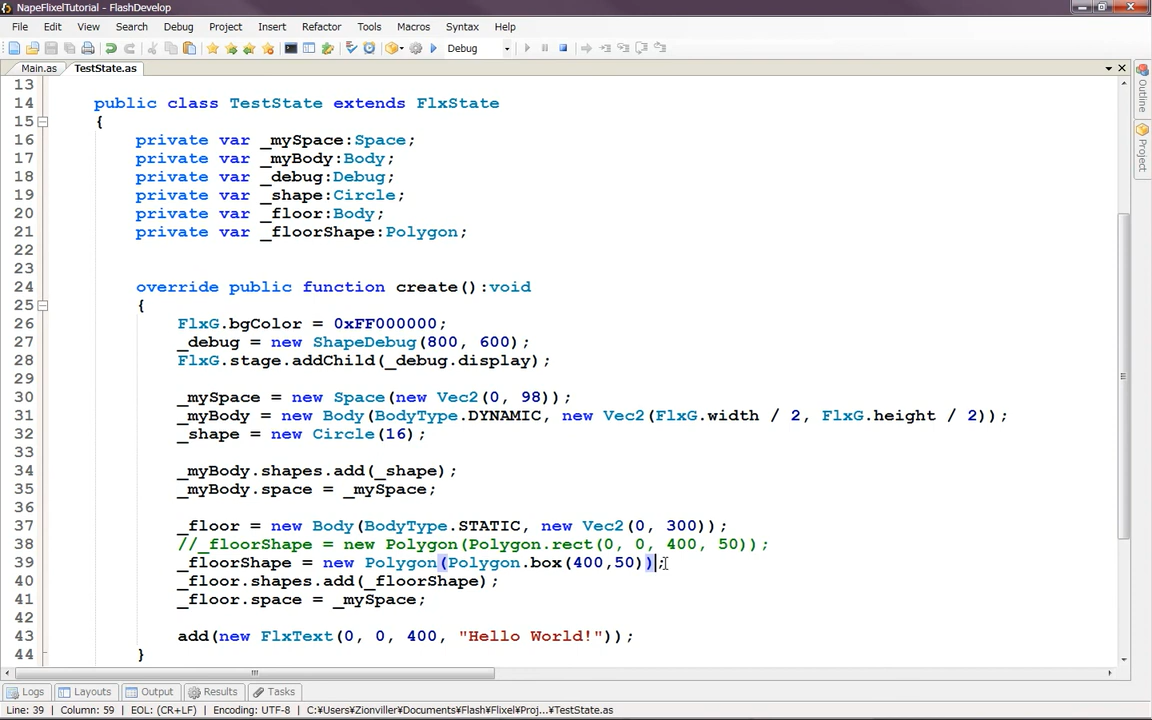 NapeFlixelTutorial - FlashDevelop
File Edit View Search Debug Project Insert Refactor Tools Macros Syntax Help
Debug
Main.as TestState.as
13
14 public class TestState extends FlxState
15 {
16 private var _mySpace:Space;
17 private var _myBody:Body;
18 private var _debug:Debug;
19 private var _shape:Circle;
20 private var _floor:Body;
21 private var _floorShape:Polygon;
22
23
24 override public function create():void
25 {
26 FlxG.bgColor = 0xFF000000;
27 _debug = new ShapeDebug(800, 600);
28 FlxG.stage.addChild(_debug.display);
29
30 _mySpace = new Space(new Vec2(0, 98));
31 _myBody = new Body(BodyType.DYNAMIC, new Vec2(FlxG.width / 2, FlxG.height / 2));
32 _shape = new Circle(16);
33
34 _myBody.shapes.add(_shape);
35 _myBody.space = _mySpace;
36
37 _floor = new Body(BodyType.STATIC, new Vec2(0, 300));
38 //_floorShape = new Polygon(Polygon.rect(0, 0, 400, 50));
39 _floorShape = new Polygon(Polygon.box(400,50));
40 _floor.shapes.add(_floorShape);
41 _floor.space = _mySpace;
42
43 add(new FlxText(0, 0, 400, "Hello World!"));
44 }
Outline
Project
Logs Layouts Output Results Tasks
Line: 39 Column: 59 EOL: (CR+LF) Encoding: UTF-8 C:¥Users¥Zionviller¥Documents¥Flash¥Flixel¥Proj...¥TestState.as